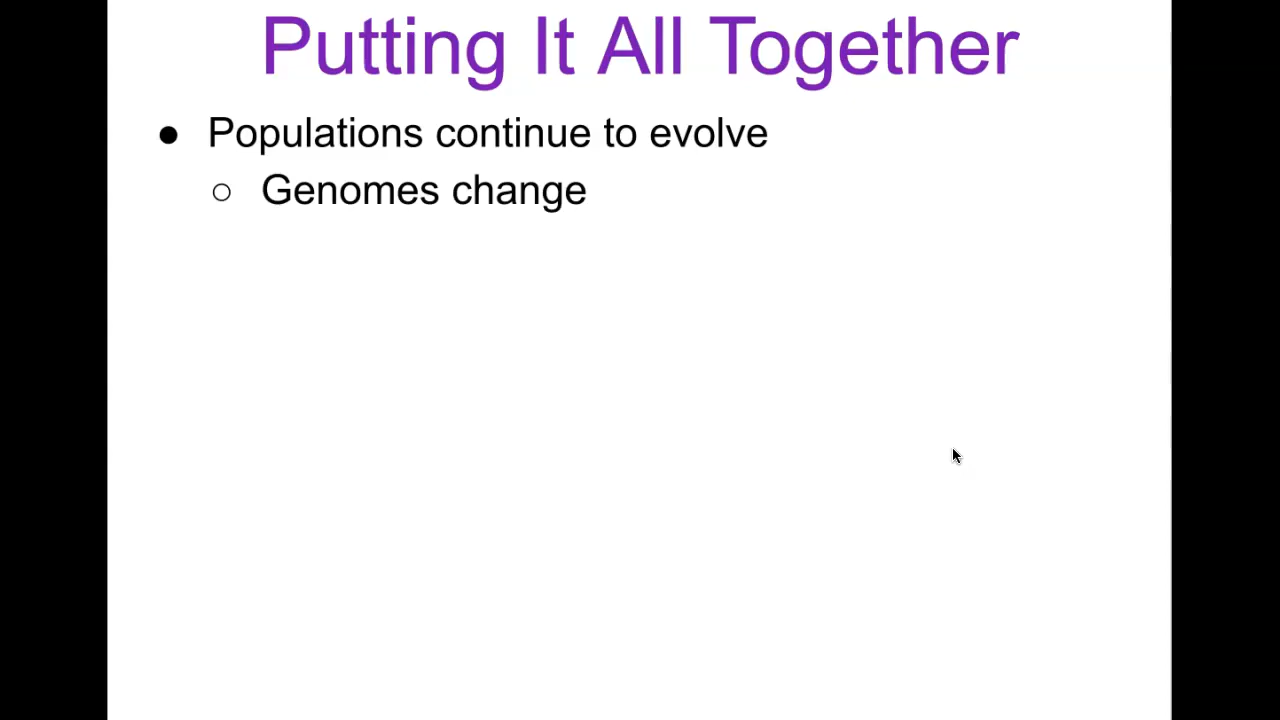 Putting It All Together
● Populations continue to evolve
○ Genomes change